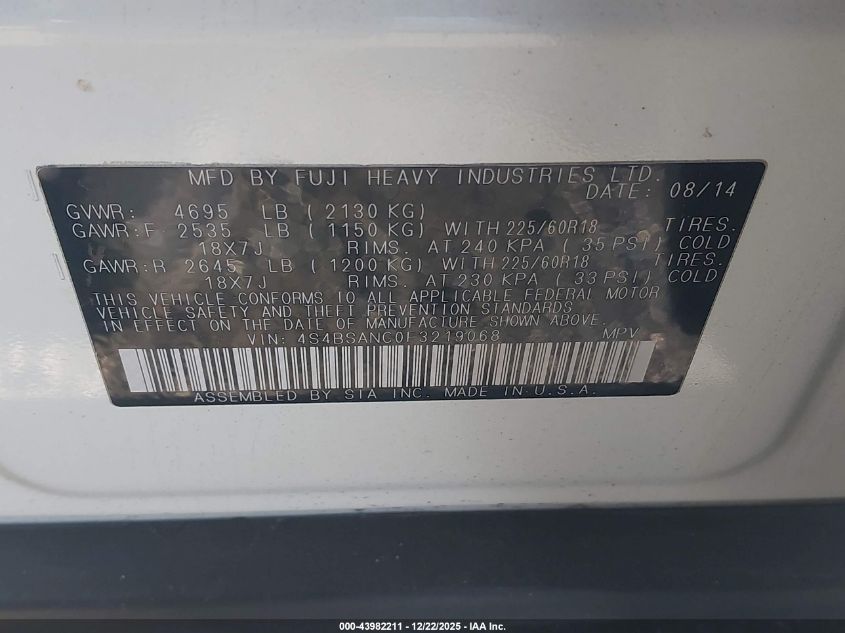 MFD BY FUJI HEAVY INDUSTRIES LTD.
DATE: 08/14
GVWR: 4695 LB ( 2130 KG)
GAWR:F 2535 LB ( 1150 KG) WITH 225/60R18 TIRES.
18X7J RIMS. AT 240 KPA ( 35 PSI) COLD
GAWR:R 2645 LB ( 1200 KG) WITH 225/60R18 TIRES.
18X7J RIMS. AT 230 KPA ( 33 PSI) COLD
THIS VEHICLE CONFORMS TO ALL APPLICABLE FEDERAL MOTOR
VEHICLE SAFETY AND THEFT PREVENTION STANDARDS
IN EFFECT ON THE DATE OF MANUFACTURE SHOWN ABOVE.
VIN: 4S4BSANC0F3219068 MPV
ASSEMBLED BY SIA INC. MADE IN U.S.A.
000-43982211 - 12/22/2025 - IAA Inc.